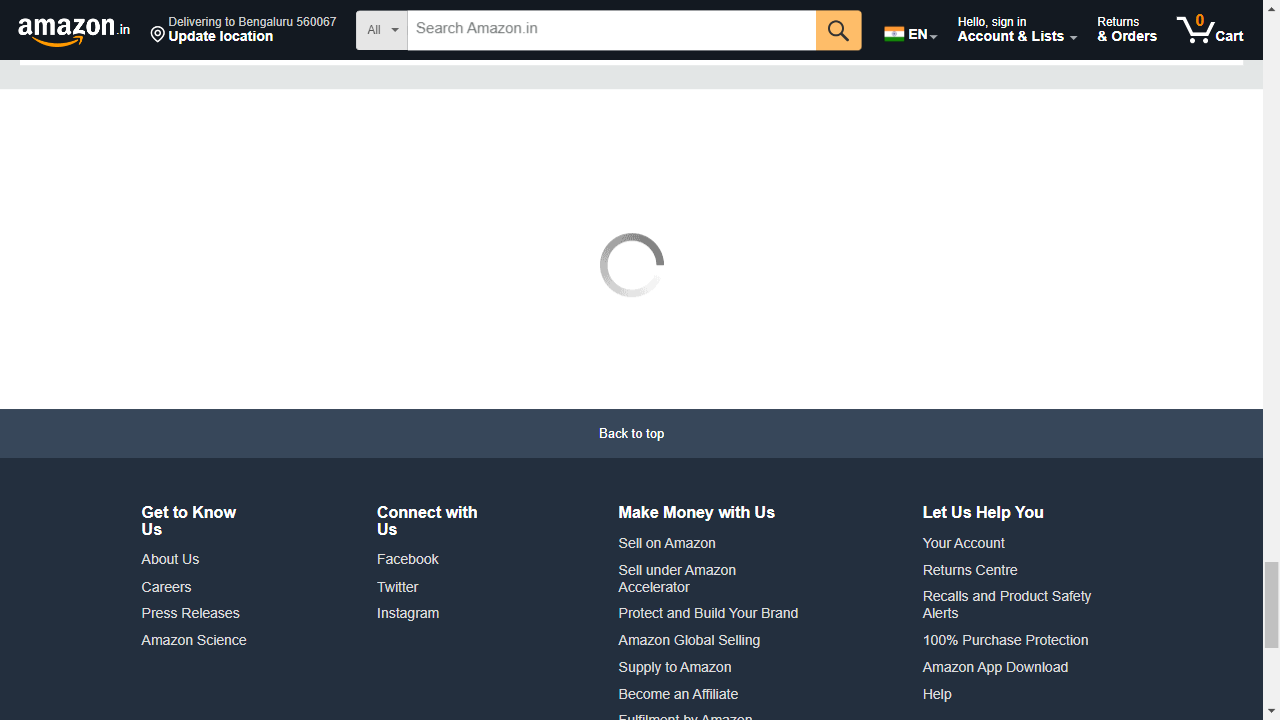 amazon.in
Delivering to Bengaluru 560067
Update location
All
Search Amazon.in
EN
Hello, sign in
Account & Lists
Returns
& Orders
0
Cart
Back to top
Get to Know
Us
About Us
Careers
Press Releases
Amazon Science
Connect with
Us
Facebook
Twitter
Instagram
Make Money with Us
Sell on Amazon
Sell under Amazon
Accelerator
Protect and Build Your Brand
Amazon Global Selling
Supply to Amazon
Become an Affiliate
Fulfilment by Amazon
Let Us Help You
Your Account
Returns Centre
Recalls and Product Safety
Alerts
100% Purchase Protection
Amazon App Download
Help